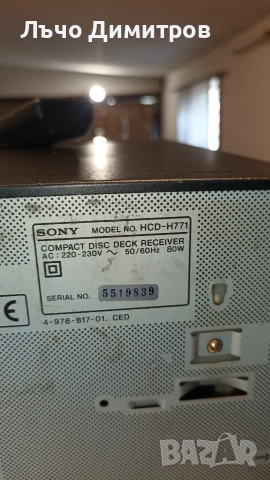 Лъчо Димитров
SONY MODEL NO. HCD-H771
COMPACT DISC DECK RECEIVER
AC : 220-230V ~ 50/60Hz 80W
SERIAL NO. 5519839
4-978-817-01. CED
CE
bazar